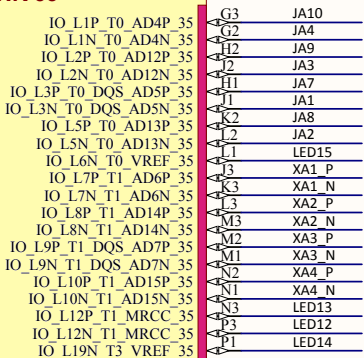 IO_L1P_T0_AD4P_35 G3 JA10
IO_L1N_T0_AD4N_35 G2 JA4
IO_L2P_T0_AD12P_35 H2 JA9
IO_L2N_T0_AD12N_35 J2 JA3
IO_L3P_T0_DQS_AD5P_35 H1 JA7
IO_L3N_T0_DQS_AD5N_35 J1 JA1
IO_L5P_T0_AD13P_35 K2 JA8
IO_L5N_T0_AD13N_35 L2 JA2
IO_L6N_T0_VREF_35 L1 LED15
IO_L7P_T1_AD6P_35 J3 XA1_P
IO_L7N_T1_AD6N_35 K3 XA1_N
IO_L8P_T1_AD14P_35 L3 XA2_P
IO_L8N_T1_AD14N_35 M3 XA2_N
IO_L9P_T1_DQS_AD7P_35 M2 XA3_P
IO_L9N_T1_DQS_AD7N_35 M1 XA3_N
IO_L10P_T1_AD15P_35 N2 XA4_P
IO_L10N_T1_AD15N_35 N1 XA4_N
IO_L12P_T1_MRCC_35 N3 LED13
IO_L12N_T1_MRCC_35 P3 LED12
IO_L19N_T3_VREF_35 P1 LED14